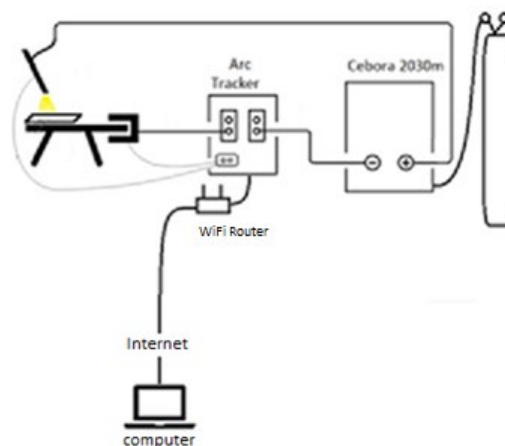 Arc
Tracker
Cebora 2030m
WiFi Router
Internet
computer